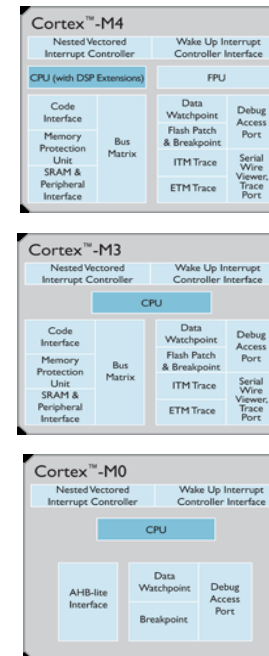 Cortex™-M4
Nested Vectored
Interrupt Controller
Wake Up Interrupt
Controller Interface
CPU (with DSP Extensions)
FPU
Code
Interface
Memory
Protection
Unit
SRAM &
Peripheral
Interface
Bus
Matrix
Data
Watchpoint
Flash Patch
& Breakpoint
ITM Trace
ETM Trace
Debug
Access
Port
Serial
Wire
Viewer,
Trace
Port
Cortex™-M3
Nested Vectored
Interrupt Controller
Wake Up Interrupt
Controller Interface
CPU
Code
Interface
Memory
Protection
Unit
SRAM &
Peripheral
Interface
Bus
Matrix
Data
Watchpoint
Flash Patch
& Breakpoint
ITM Trace
ETM Trace
Debug
Access
Port
Serial
Wire
Viewer,
Trace
Port
Cortex™-M0
Nested Vectored
Interrupt Controller
Wake Up Interrupt
Controller Interface
CPU
AHB-lite
Interface
Data
Watchpoint
Breakpoint
Debug
Access
Port